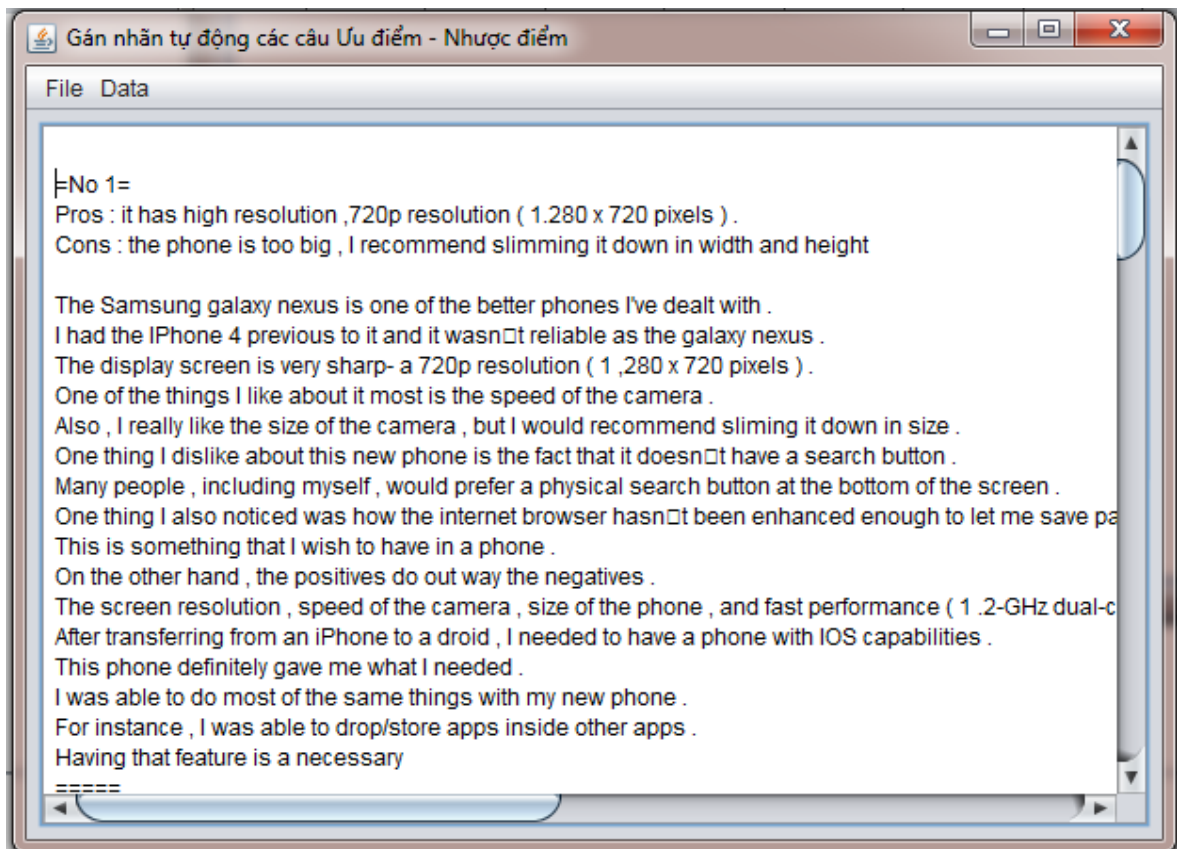 Gán nhãn tự động các câu Ưu điểm - Nhược điểm
File Data
=No 1=
Pros : it has high resolution ,720p resolution ( 1.280 x 720 pixels ) .
Cons : the phone is too big , I recommend slimming it down in width and height
The Samsung galaxy nexus is one of the better phones I've dealt with .
I had the IPhone 4 previous to it and it wasn□t reliable as the galaxy nexus .
The display screen is very sharp- a 720p resolution ( 1 ,280 x 720 pixels ) .
One of the things I like about it most is the speed of the camera .
Also , I really like the size of the camera , but I would recommend sliming it down in size .
One thing I dislike about this new phone is the fact that it doesn□t have a search button .
Many people , including myself , would prefer a physical search button at the bottom of the screen .
One thing I also noticed was how the internet browser hasn□t been enhanced enough to let me save pa
This is something that I wish to have in a phone .
On the other hand , the positives do out way the negatives .
The screen resolution , speed of the camera , size of the phone , and fast performance ( 1 .2-GHz dual-c
After transferring from an iPhone to a droid , I needed to have a phone with IOS capabilities .
This phone definitely gave me what I needed .
I was able to do most of the same things with my new phone .
For instance , I was able to drop/store apps inside other apps .
Having that feature is a necessary
=====